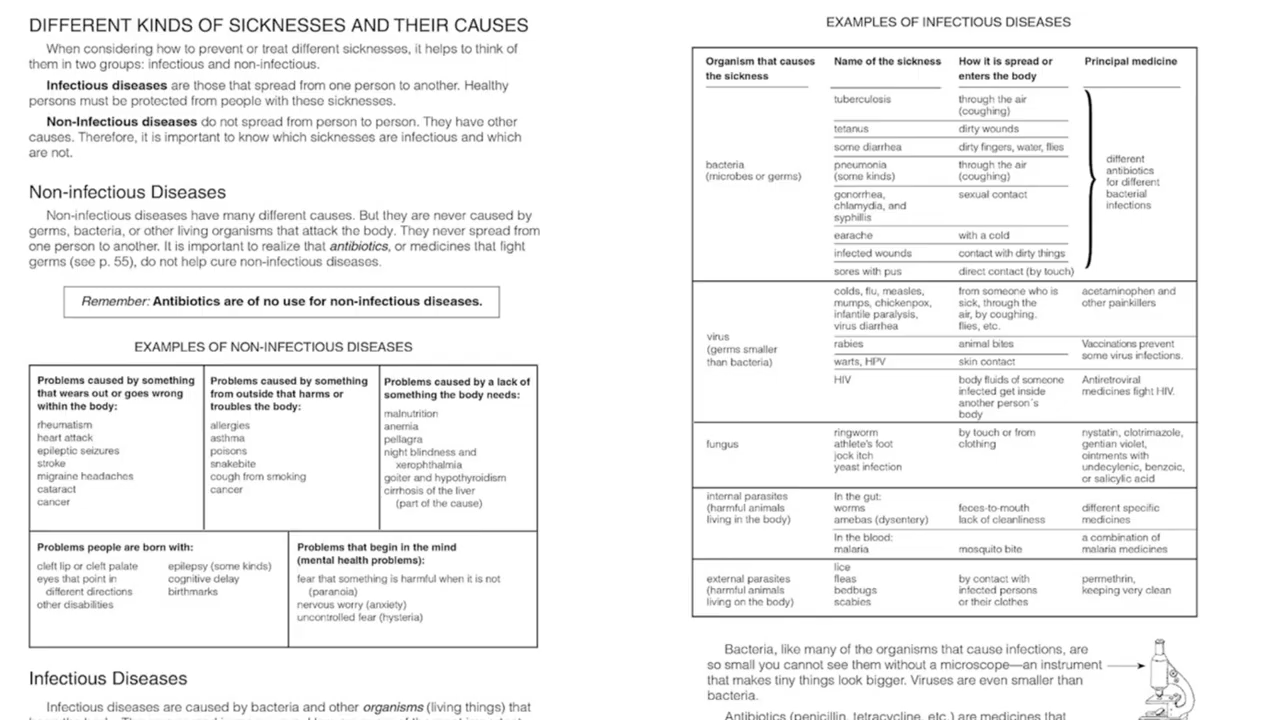 DIFFERENT KINDS OF SICKNESSES AND THEIR CAUSES
When considering how to prevent or treat different sicknesses, it helps to think of
them in two groups: infectious and non-infectious.
Infectious diseases are those that spread from one person to another. Healthy
persons must be protected from people with these sicknesses.
Non-Infectious diseases do not spread from person to person. They have other
causes. Therefore, it is important to know which sicknesses are infectious and which
are not.
Non-infectious Diseases
Non-infectious diseases have many different causes. But they are never caused by
germs, bacteria, or other living organisms that attack the body. They never spread from
one person to another. It is important to realize that antibiotics, or medicines that fight
germs (see p. 55), do not help cure non-infectious diseases.
Remember: Antibiotics are of no use for non-infectious diseases.
EXAMPLES OF NON-INFECTIOUS DISEASES
Problems caused by something
that wears out or goes wrong
within the body:
rheumatism
heart attack
epileptic seizures
stroke
migraine headaches
cataract
cancer
Problems caused by something
from outside that harms or
troubles the body:
allergies
asthma
poisons
snakebite
cough from smoking
cancer
Problems caused by a lack of
something the body needs:
malnutrition
anemia
pellagra
night blindness and
xerophthalmia
goiter and hypothyroidism
cirrhosis of the liver
(part of the cause)
Problems people are born with:
cleft lip or cleft palate
eyes that point in
different directions
other disabilities
epilepsy (some kinds)
cognitive delay
birthmarks
Problems that begin in the mind
(mental health problems):
fear that something is harmful when it is not
(paranoia)
nervous worry (anxiety)
uncontrolled fear (hysteria)
Infectious Diseases
Infectious diseases are caused by bacteria and other organisms (living things) that
EXAMPLES OF INFECTIOUS DISEASES
Organism that causes
the sickness
Name of the sickness
How it is spread or
enters the body
Principal medicine
bacteria
(microbes or germs)
tuberculosis
through the air
(coughing)
tetanus
dirty wounds
some diarrhea
dirty fingers, water, flies
pneumonia
(some kinds)
through the air
(coughing)
gonorrhea,
chlamydia, and
syphillis
sexual contact
earache
with a cold
infected wounds
contact with dirty things
sores with pus
direct contact (by touch)
different
antibiotics
for different
bacterial
infections
virus
(germs smaller
than bacteria)
colds, flu, measles,
mumps, chickenpox,
infantile paralysis,
virus diarrhea
from someone who is
sick, through the
air, by coughing.
flies, etc.
acetaminophen and
other painkillers
rabies
animal bites
Vaccinations prevent
some virus infections.
warts, HPV
skin contact
HIV
body fluids of someone
infected get inside
another person´s
body
Antiretroviral
medicines fight HIV.
fungus
ringworm
athlete's foot
jock itch
yeast infection
by touch or from
clothing
nystatin, clotrimazole,
gentian violet,
ointments with
undecylenic, benzoic,
or salicylic acid
internal parasites
(harmful animals
living in the body)
In the gut:
worms
amebas (dysentery)
feces-to-mouth
lack of cleanliness
different specific
medicines
In the blood:
malaria
mosquito bite
a combination of
malaria medicines
external parasites
(harmful animals
living on the body)
lice
fleas
bedbugs
scabies
by contact with
infected persons
or their clothes
permethrin,
keeping very clean
Bacteria, like many of the organisms that cause infections, are
so small you cannot see them without a microscope—an instrument
that makes tiny things look bigger. Viruses are even smaller than
bacteria.
Antibiotics (penicillin, tetracycline, etc.) are medicines that